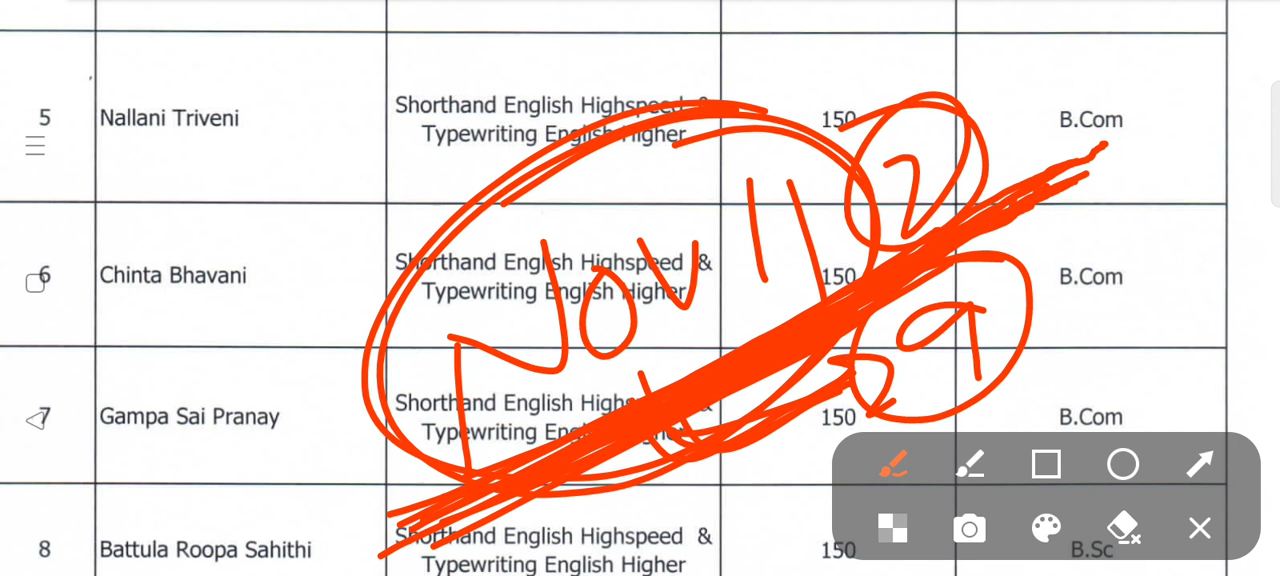 5 Nallani Triveni Shorthand English Highspeed & 150 B.Com
Typewriting English Higher
2
Nov 11
6 Chinta Bhavani Shorthand English Highspeed & 150 B.Com
Typewriting English Higher
29
7 Gampa Sai Pranay Shorthand English Highspeed & 150 B.Com
Typewriting English Higher
8 Battula Roopa Sahithi Shorthand English Highspeed & 150 B.Sc
Typewriting English Higher